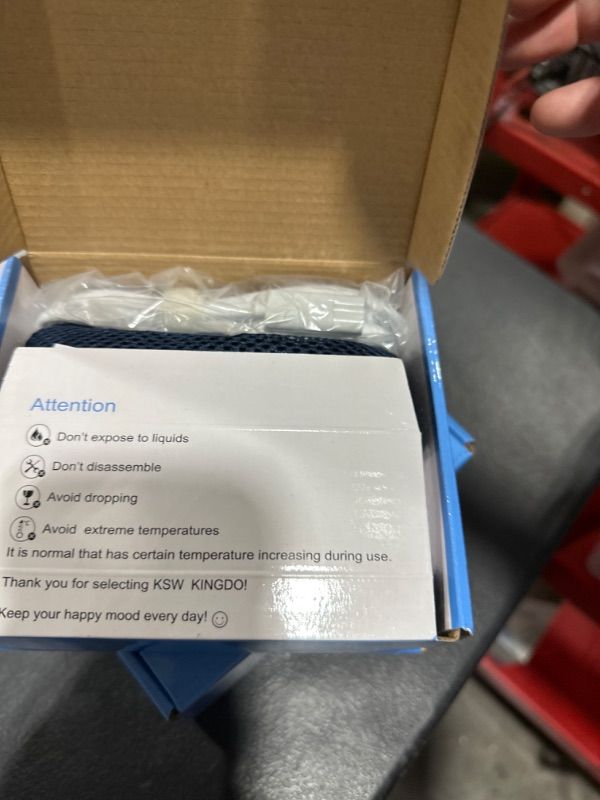 Attention
Don't expose to liquids
Don't disassemble
Avoid dropping
Avoid extreme temperatures
It is normal that has certain temperature increasing during use.
Thank you for selecting KSW KINGDO!
Keep your happy mood every day!